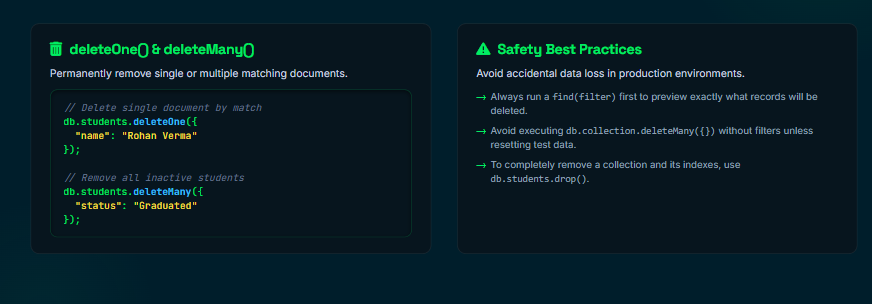 deleteOne() & deleteMany()
Permanently remove single or multiple matching documents.
// Delete single document by match
db.students.deleteOne({
  "name": "Rohan Verma"
});
// Remove all inactive students
db.students.deleteMany({
  "status": "Graduated"
});
Safety Best Practices
Avoid accidental data loss in production environments.
→ Always run a find(filter) first to preview exactly what records will be
deleted.
→ Avoid executing db.collection.deleteMany({}) without filters unless
resetting test data.
→ To completely remove a collection and its indexes, use
db.students.drop().